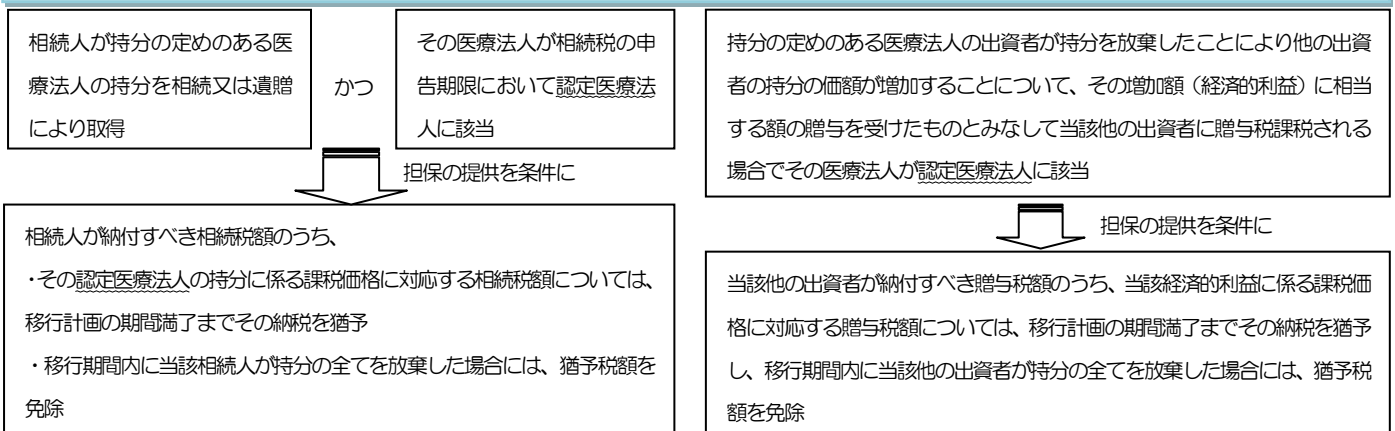 相続人が持分の定めのある医
療法人の持分を相続又は遺贈
により取得
かつ
その医療法人が相続税の申
告期限において認定医療法
人に該当
担保の提供を条件に
相続人が納付すべき相続税額のうち、
・その認定医療法人の持分に係る課税価格に対応する相続税額については、
移行計画の期間満了までその納税を猶予
・移行期間内に当該相続人が持分の全てを放棄した場合には、猶予税額を
免除
持分の定めのある医療法人の出資者が持分を放棄したことにより他の出資
者の持分の価額が増加することについて、その増加額（経済的利益）に相当
する額の贈与を受けたものとみなして当該他の出資者に贈与税課税される
場合でその医療法人が認定医療法人に該当
担保の提供を条件に
当該他の出資者が納付すべき贈与税額のうち、当該経済的利益に係る課税価
格に対応する贈与税額については、移行計画の期間満了までその納税を猶予
し、移行期間内に当該他の出資者が持分の全てを放棄した場合には、猶予税
額を免除